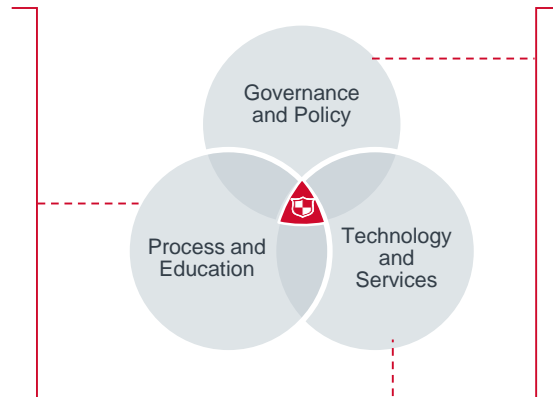 Governance
and Policy
Process and
Education
Technology
and
Services